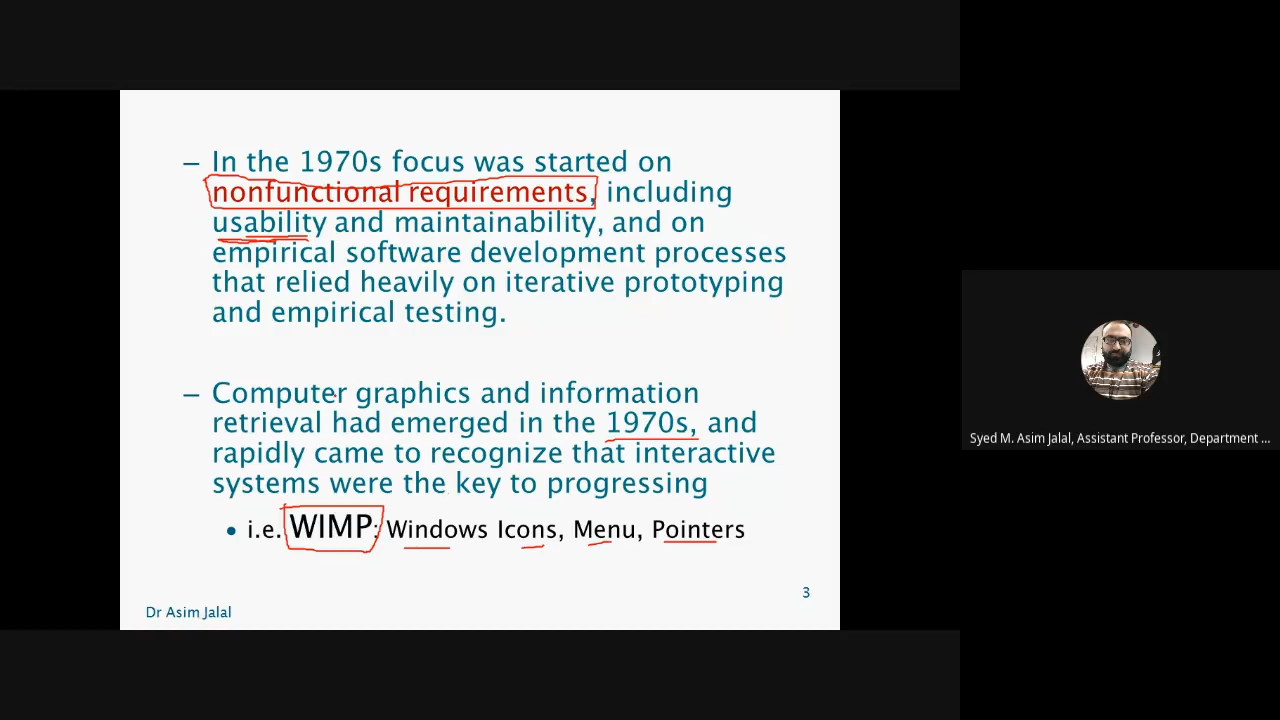 – In the 1970s focus was started on
nonfunctional requirements, including
usability and maintainability, and on
empirical software development processes
that relied heavily on iterative prototyping
and empirical testing.
– Computer graphics and information
retrieval had emerged in the 1970s, and
rapidly came to recognize that interactive
systems were the key to progressing
• i.e. WIMP: Windows Icons, Menu, Pointers
3
Dr Asim Jalal
Syed M. Asim Jalal, Assistant Professor, Department ...